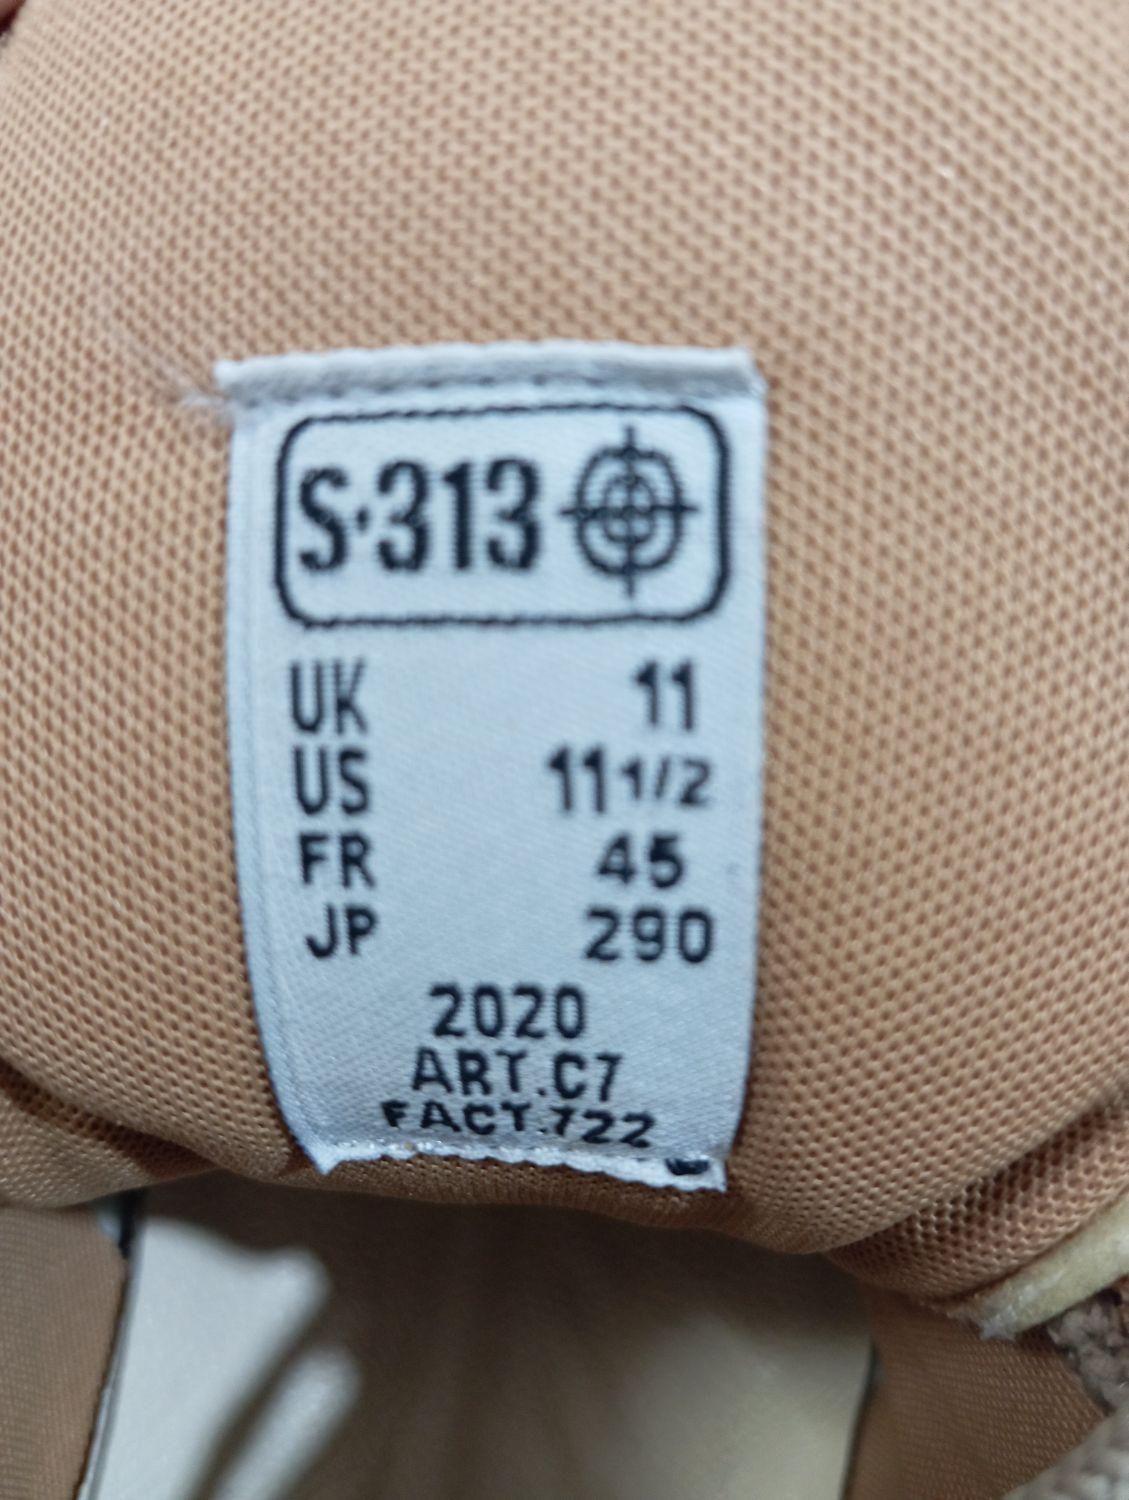 S·313
UK 11
US 11 1/2
FR 45
JP 290
2020
ART.C7
FACT.722